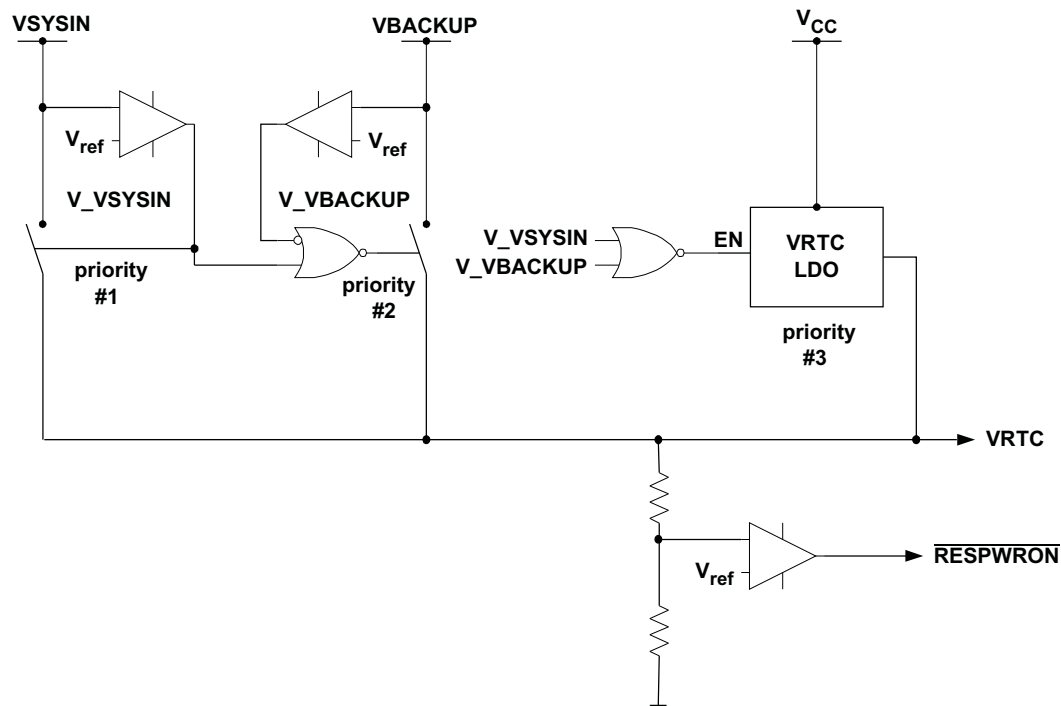 VSYSIN
VBACKUP
VCC
Vref
Vref
V_VSYSIN
V_VBACKUP
priority
#1
priority
#2
V_VSYSIN
V_VBACKUP
EN
VRTC
LDO
priority
#3
VRTC
Vref
RESPWRON